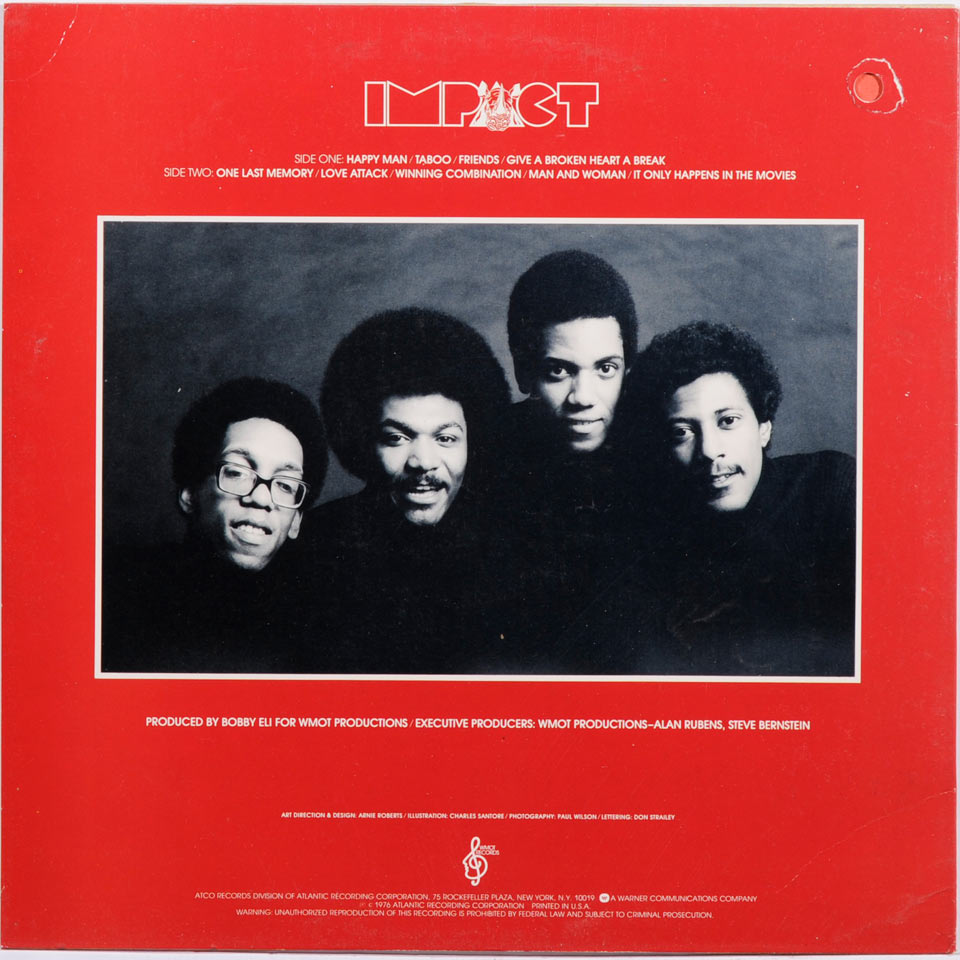 IMPACT
SIDE ONE: HAPPY MAN / TABOO / FRIENDS / GIVE A BROKEN HEART A BREAK
SIDE TWO: ONE LAST MEMORY / LOVE ATTACK / WINNING COMBINATION / MAN AND WOMAN / IT ONLY HAPPENS IN THE MOVIES
PRODUCED BY BOBBY ELI FOR WMOT PRODUCTIONS / EXECUTIVE PRODUCERS: WMOT PRODUCTIONS–ALAN RUBENS, STEVE BERNSTEIN
ART DIRECTION & DESIGN: ARNIE ROBERTS / ILLUSTRATION: CHARLES SANTORE / PHOTOGRAPHY: PAUL WILSON / LETTERING: DON STRAILEY
WMOT
RECORDS
ATCO RECORDS DIVISION OF ATLANTIC RECORDING CORPORATION, 75 ROCKEFELLER PLAZA, NEW YORK, N.Y. 10019 A WARNER COMMUNICATIONS COMPANY
℗ © 1976 ATLANTIC RECORDING CORPORATION PRINTED IN U.S.A.
WARNING: UNAUTHORIZED REPRODUCTION OF THIS RECORDING IS PROHIBITED BY FEDERAL LAW AND SUBJECT TO CRIMINAL PROSECUTION.